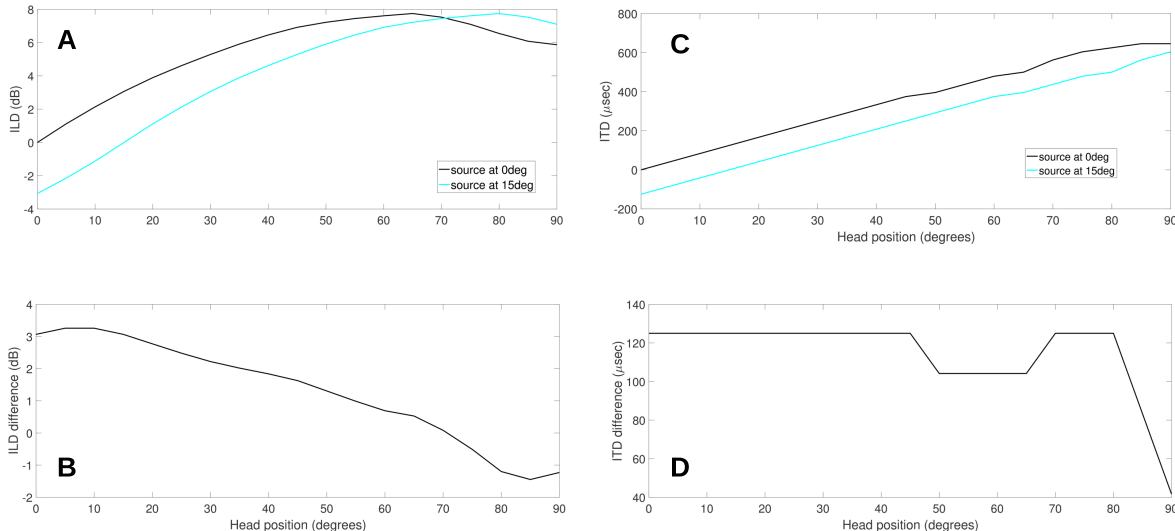 A
ILD (dB)
8
6
4
2
0
-2
-4
0 10 20 30 40 50 60 70 80 90
source at 0deg
source at 15deg
C
ITD (μsec)
800
600
400
200
0
-200
0 10 20 30 40 50 60 70 80 90
Head position (degrees)
source at 0deg
source at 15deg
B
ILD difference (dB)
4
3
2
1
0
-1
-2
0 10 20 30 40 50 60 70 80 90
Head position (degrees)
D
ITD difference (μsec)
140
120
100
80
60
40
0 10 20 30 40 50 60 70 80 90
Head position (degrees)